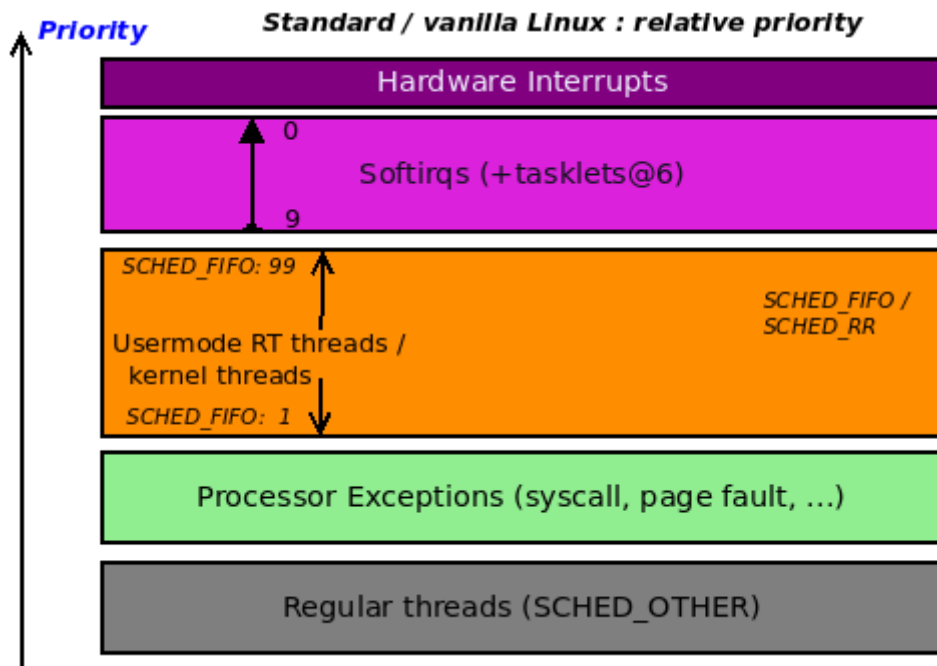 Priority
Standard / vanilla Linux : relative priority
Hardware Interrupts
0
Softirqs (+tasklets@6)
9
SCHED_FIFO: 99
SCHED_FIFO /
SCHED_RR
Usermode RT threads /
kernel threads
SCHED_FIFO: 1
Processor Exceptions (syscall, page fault, ...)
Regular threads (SCHED_OTHER)